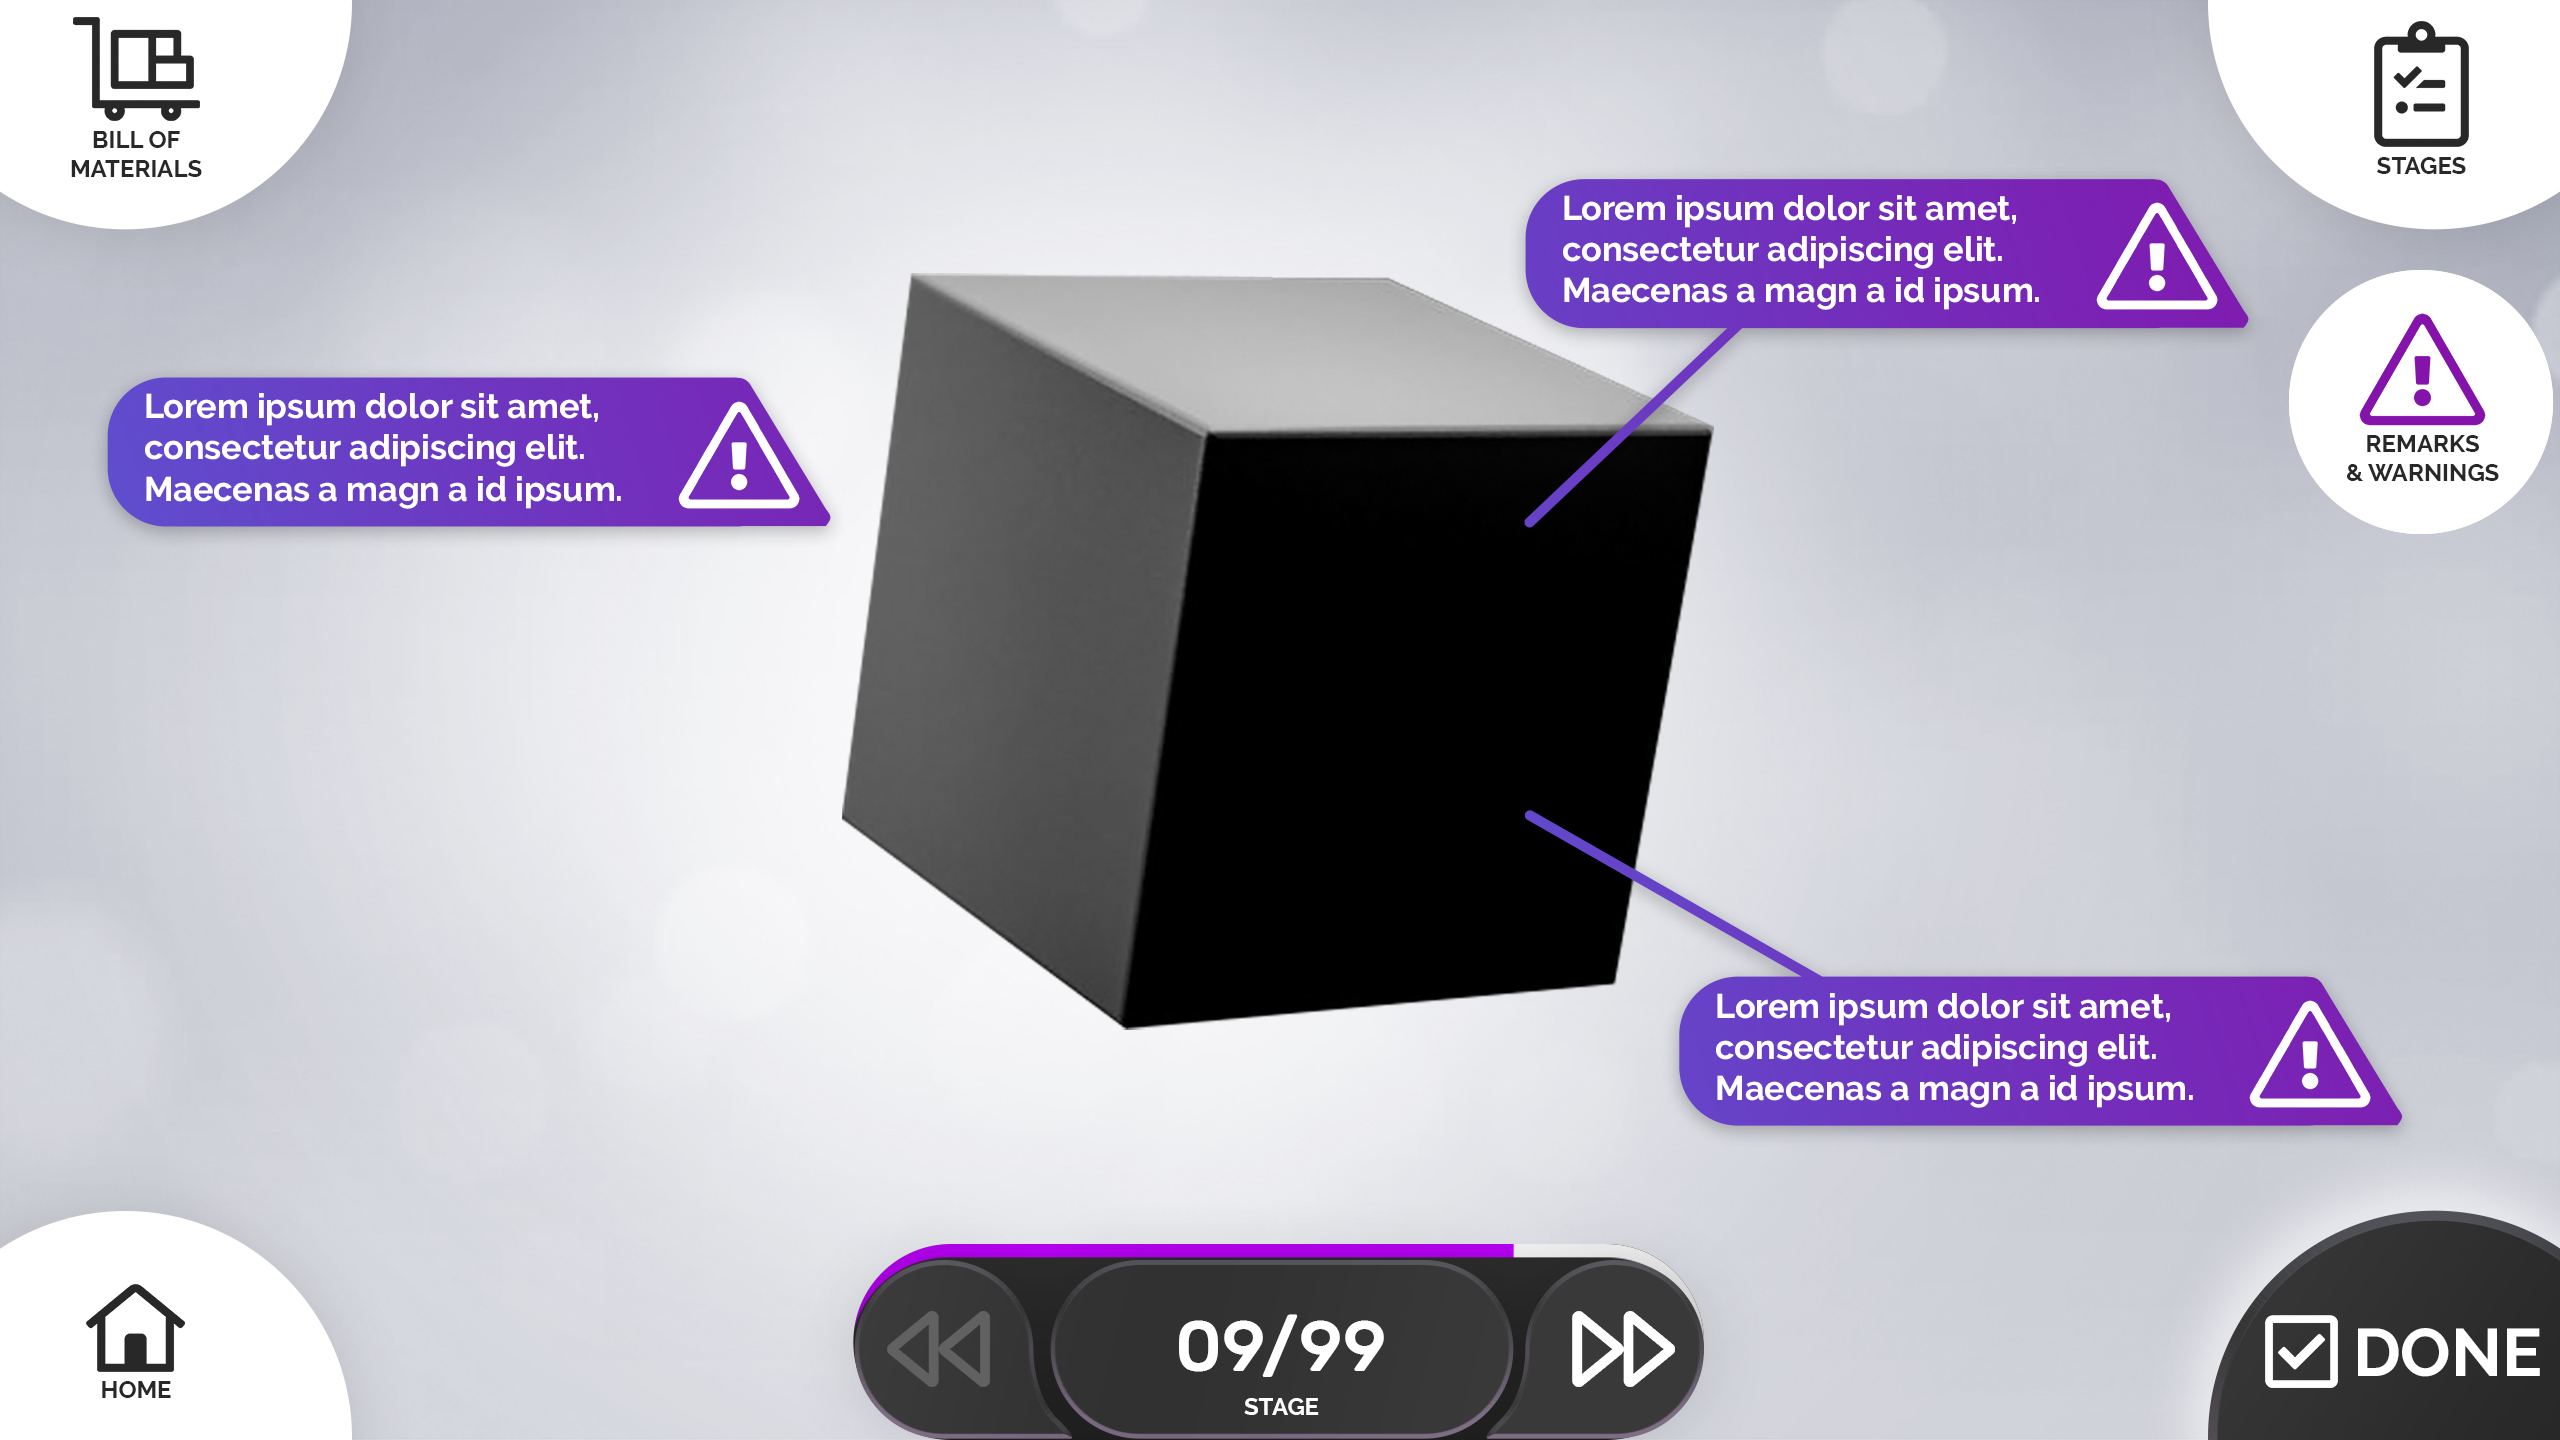 BILL OF
MATERIALS
STAGES
Lorem ipsum dolor sit amet,
consectetur adipiscing elit.
Maecenas a magn a id ipsum.
REMARKS
& WARNINGS
Lorem ipsum dolor sit amet,
consectetur adipiscing elit.
Maecenas a magn a id ipsum.
Lorem ipsum dolor sit amet,
consectetur adipiscing elit.
Maecenas a magn a id ipsum.
HOME
09/99
STAGE
DONE